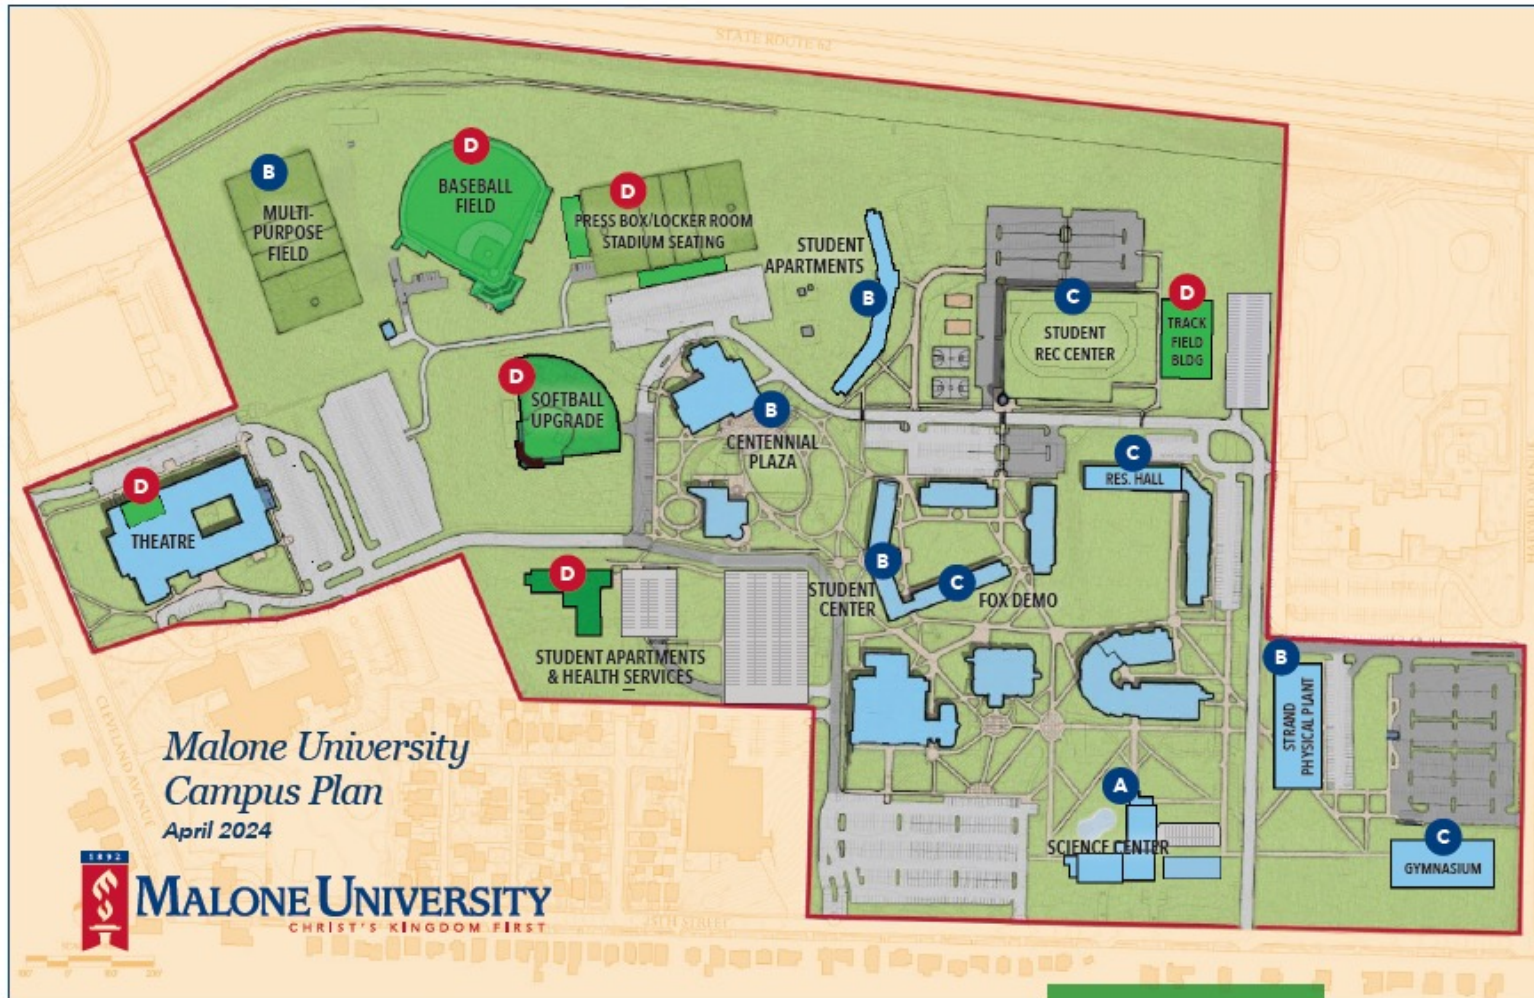 STATE ROUTE 62
D
B
BASEBALL
FIELD
D
MULTI-
PURPOSE
FIELD
PRESS BOX/LOCKER ROOM
STADIUM SEATING
STUDENT
APARTMENTS
B
C
STUDENT
REC CENTER
D
TRACK
FIELD
BLDG
D
SOFTBALL
UPGRADE
B
CENTENNIAL
PLAZA
C
RES. HALL
D
THEATRE
B
STUDENT
CENTER
C
FOX DEMO
D
STUDENT APARTMENTS
& HEALTH SERVICES
B
STRAND
PHYSICAL PLANT
A
SCIENCE CENTER
C
GYMNASIUM
CLEVELAND AVENUE
25TH STREET
Malone University
Campus Plan
April 2024
1892
MALONE UNIVERSITY
CHRIST'S KINGDOM FIRST